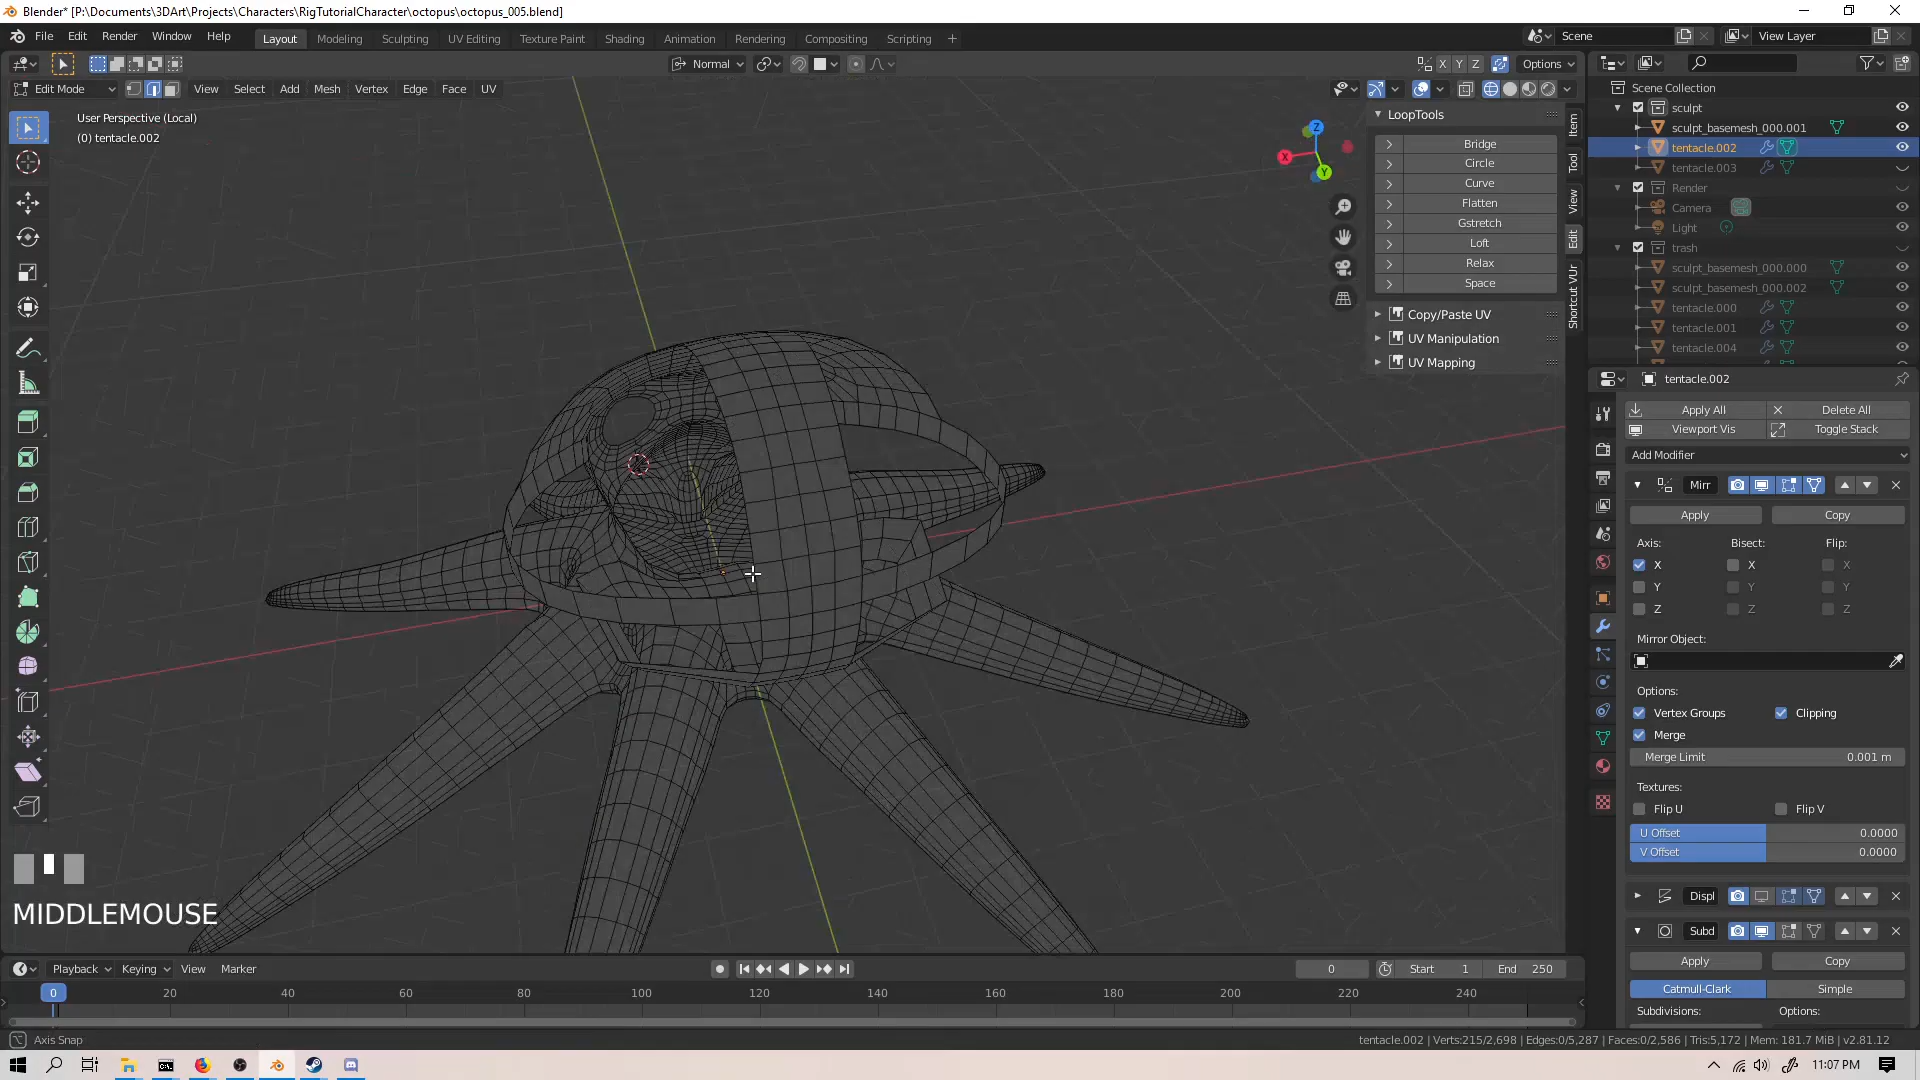 Blender* [P:\Documents\3DArt\Projects\Characters\RigTutorialCharacter\octopus\octopus_005.blend]
File Edit Render Window Help Layout Modeling Sculpting UV Editing Texture Paint Shading Animation Rendering Compositing Scripting + Scene View Layer
Normal X Y Z Options
Edit Mode View Select Add Mesh Vertex Edge Face UV
User Perspective (Local)
(0) tentacle.002
Z
X
Y
LoopTools
Bridge
Circle
Curve
Flatten
Gstretch
Loft
Relax
Space
Copy/Paste UV
UV Manipulation
UV Mapping
Item
Tool
View
Edit
Shortcut VUr
Scene Collection
sculpt
sculpt_basemesh_000.001
tentacle.002
tentacle.003
Render
Camera
Light
trash
sculpt_basemesh_000.000
sculpt_basemesh_000.002
tentacle.000
tentacle.001
tentacle.004
tentacle.002
Apply All Delete All
Viewport Vis Toggle Stack
Add Modifier
Mirr
Apply Copy
Axis: Bisect: Flip:
X X X
Y Y Y
Z Z Z
Mirror Object:
Options:
Vertex Groups Clipping
Merge
Merge Limit 0.001 m
Textures:
Flip U Flip V
U Offset 0.0000
V Offset 0.0000
Displ
Subd
Apply Copy
Catmull-Clark Simple
Subdivisions: Options:
MIDDLEMOUSE
Playback Keying View Marker 0 Start 1 End 250
0 20 40 60 80 100 120 140 160 180 200 220 240
Axis Snap tentacle.002 | Verts:215/2,698 | Edges:0/5,287 | Faces:0/2,586 | Tris:5,172 | Mem: 181.7 MiB | v2.81.12
11:07 PM